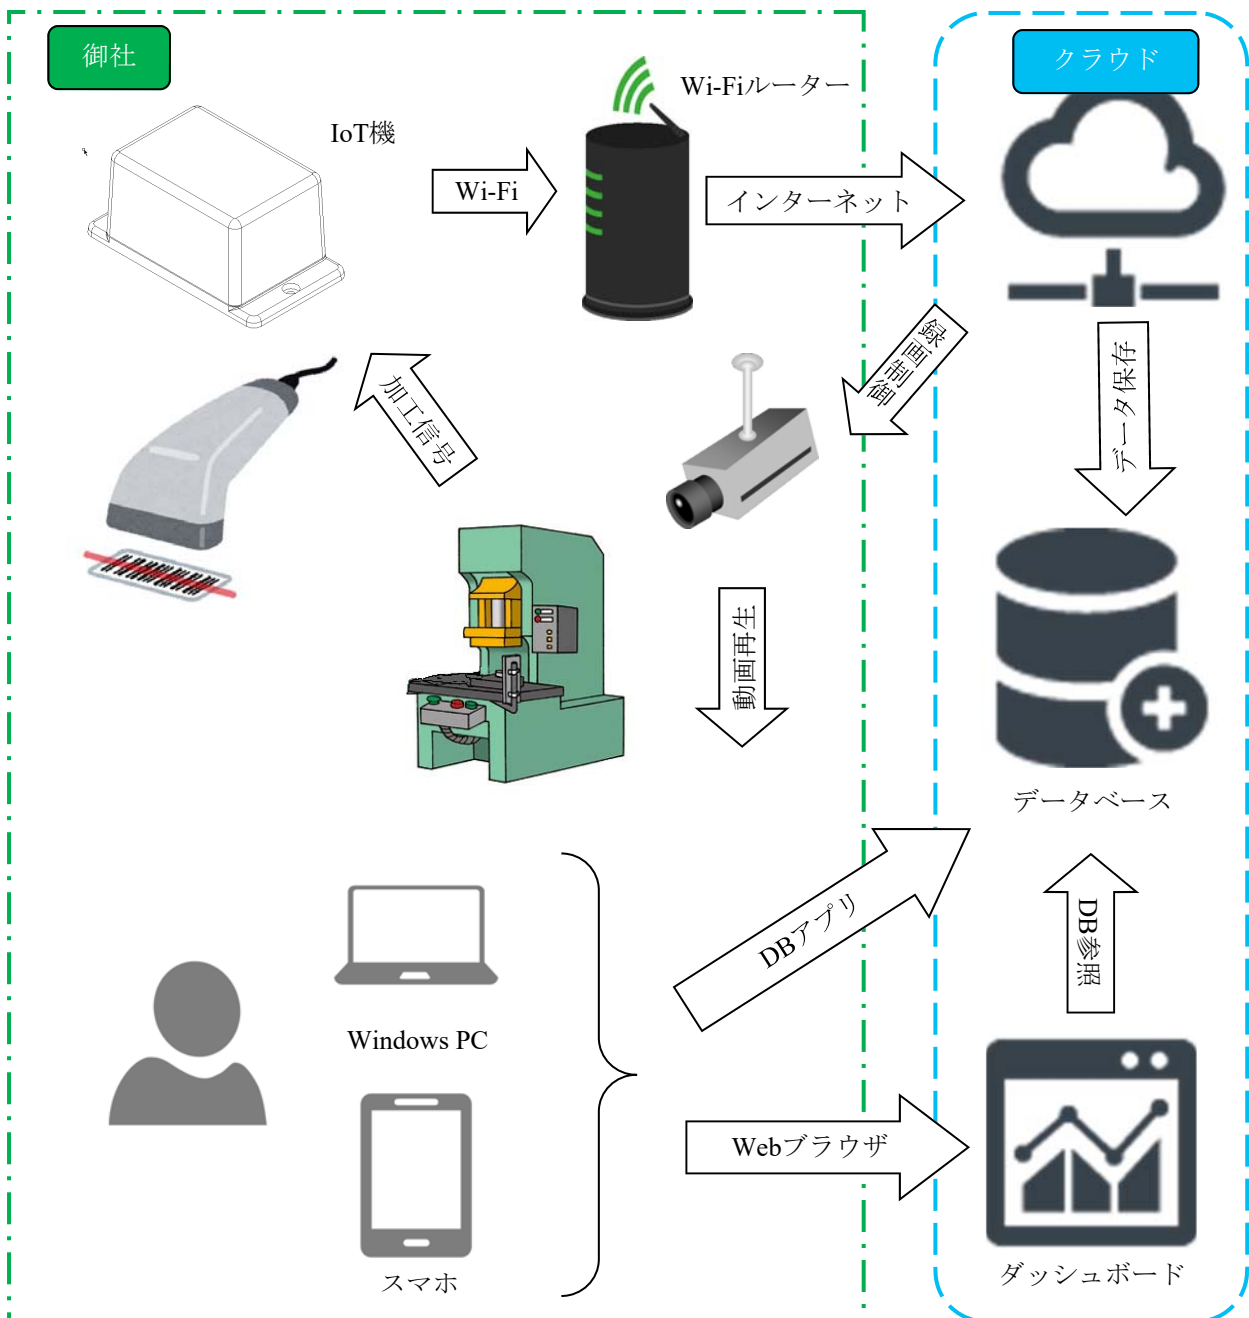 御社
クラウド
IoT機
Wi-Fiルーター
Wi-Fi
インターネット
録画制御
データ保存
加工信号
動画再生
データベース
DBアプリ
DB参照
Windows PC
Webブラウザ
スマホ
ダッシュボード